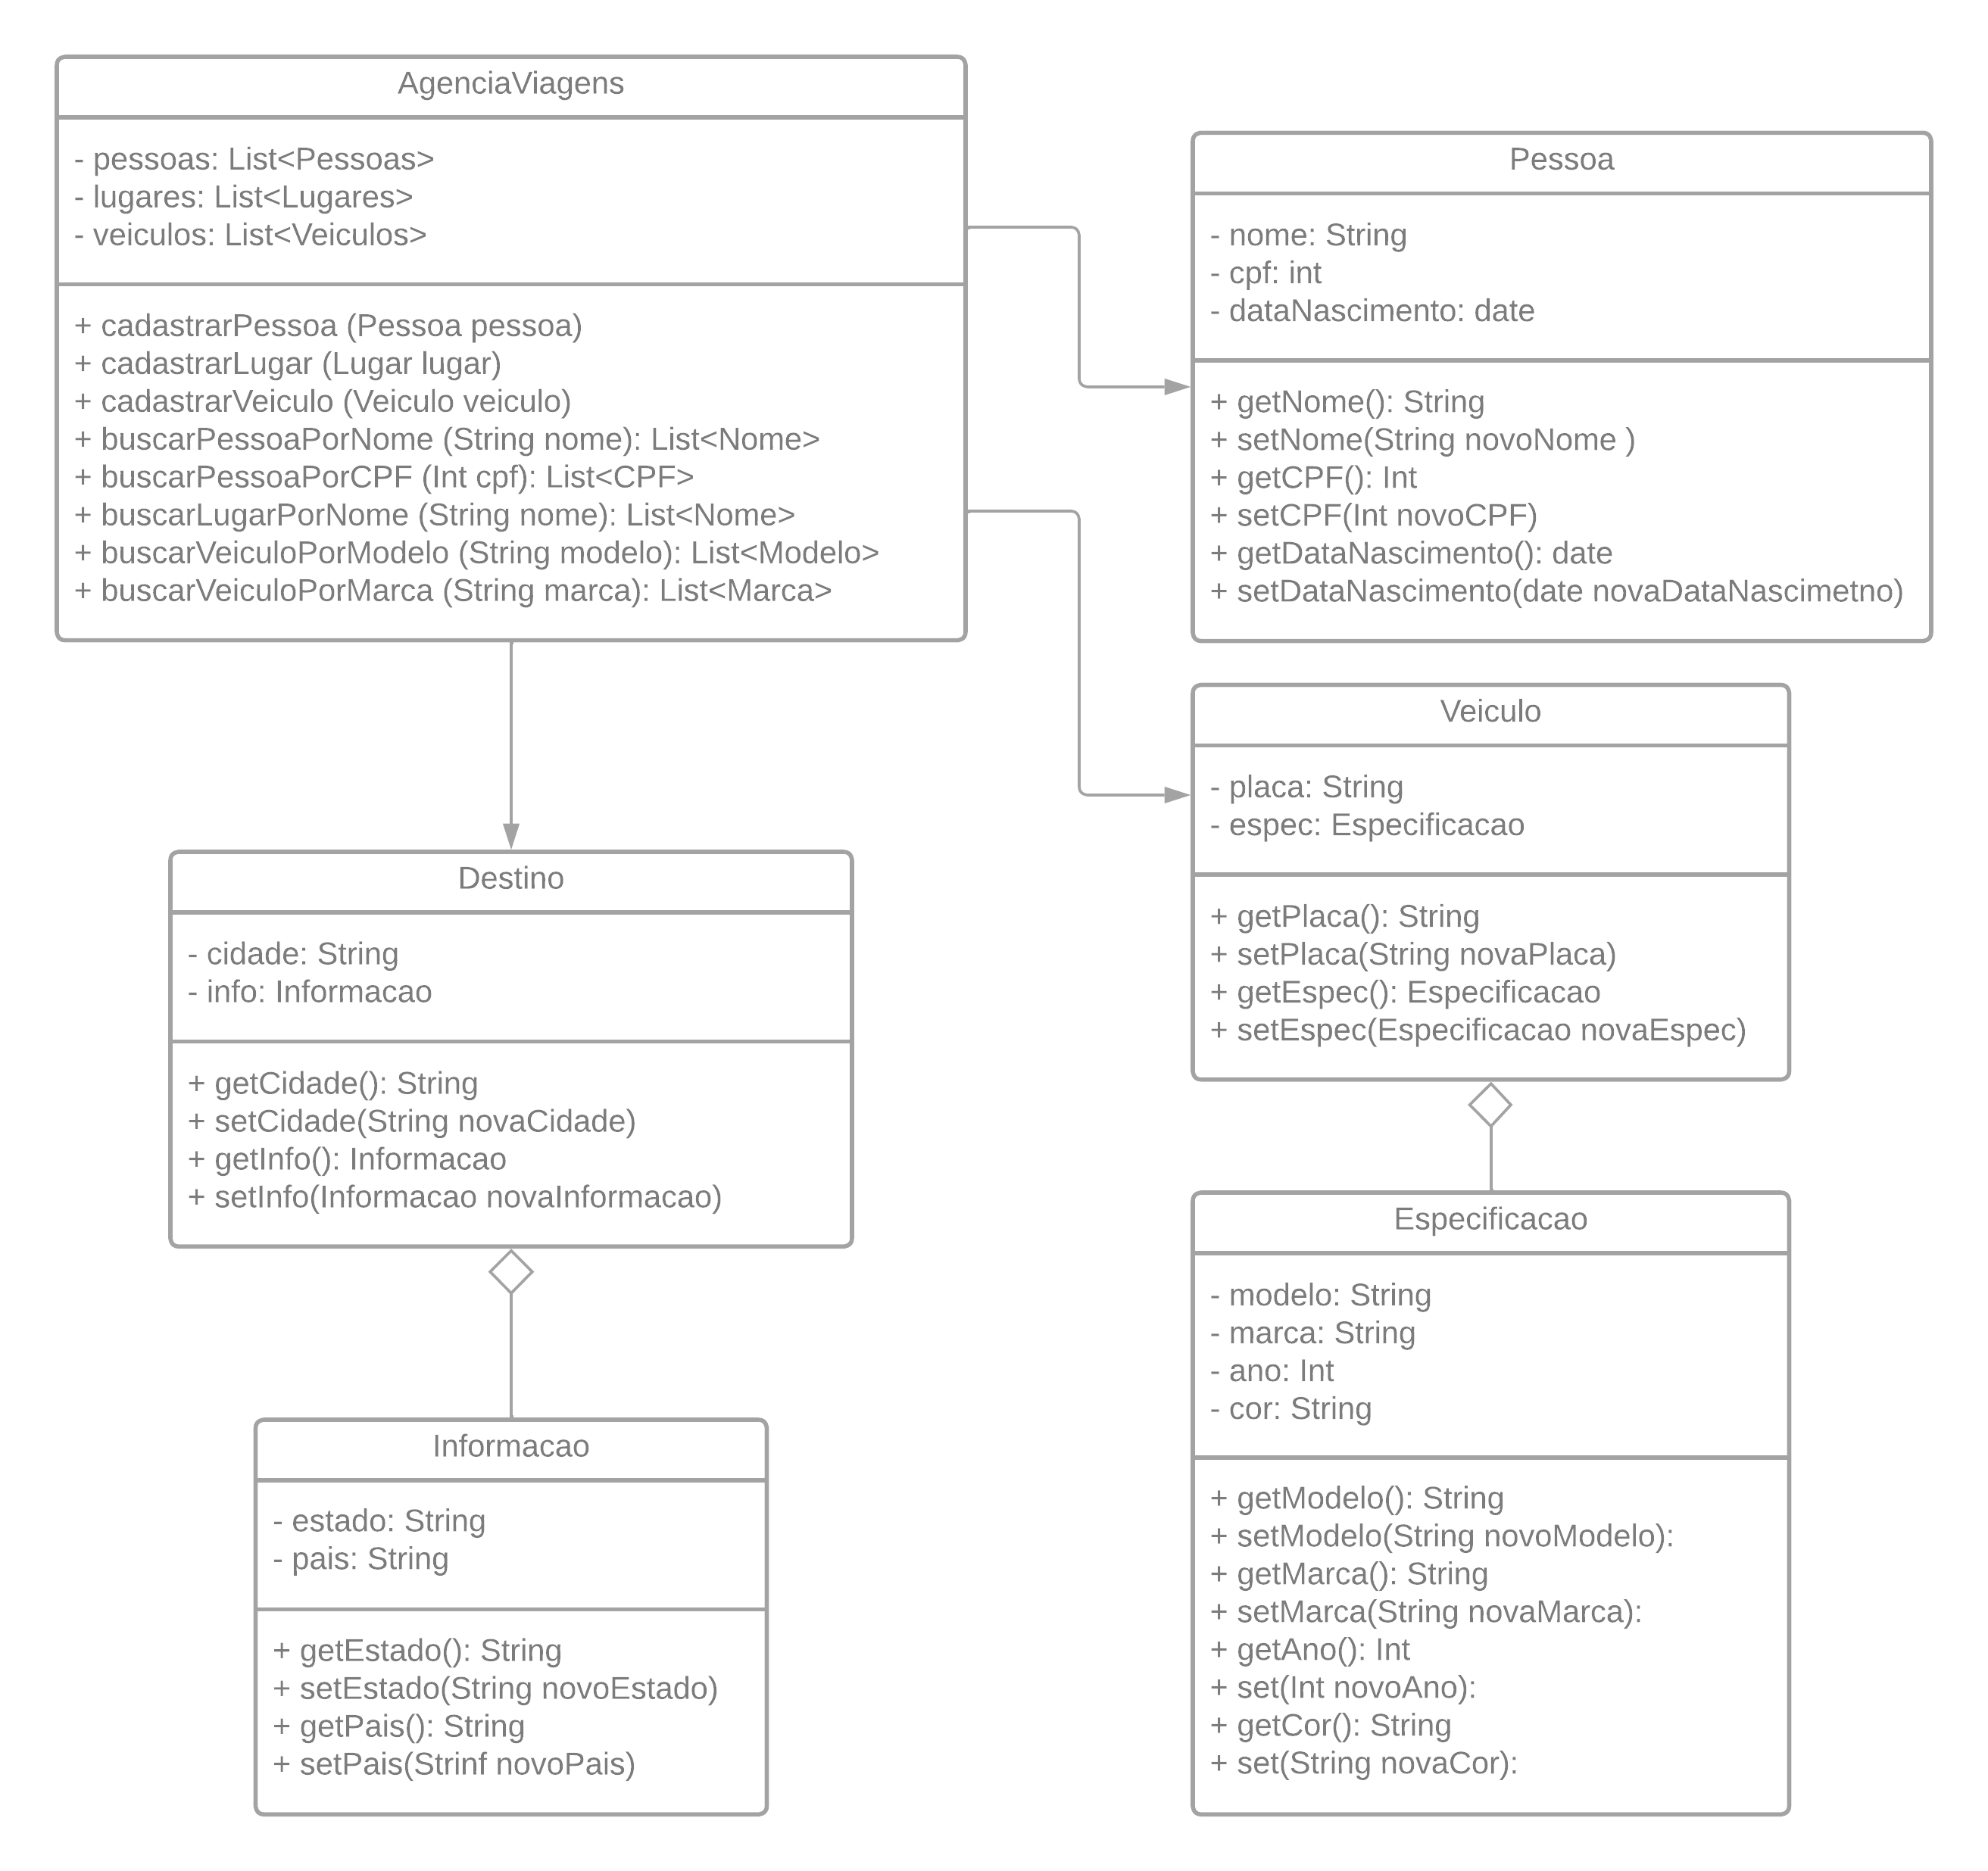 AgenciaViagens
- pessoas: List<Pessoas>
- lugares: List<Lugares>
- veiculos: List<Veiculos>
+ cadastrarPessoa (Pessoa pessoa)
+ cadastrarLugar (Lugar lugar)
+ cadastrarVeiculo (Veiculo veiculo)
+ buscarPessoaPorNome (String nome): List<Nome>
+ buscarPessoaPorCPF (Int cpf): List<CPF>
+ buscarLugarPorNome (String nome): List<Nome>
+ buscarVeiculoPorModelo (String modelo): List<Modelo>
+ buscarVeiculoPorMarca (String marca): List<Marca>
Pessoa
- nome: String
- cpf: int
- dataNascimento: date
+ getNome(): String
+ setNome(String novoNome )
+ getCPF(): Int
+ setCPF(Int novoCPF)
+ getDataNascimento(): date
+ setDataNascimento(date novaDataNascimetno)
Veiculo
- placa: String
- espec: Especificacao
+ getPlaca(): String
+ setPlaca(String novaPlaca)
+ getEspec(): Especificacao
+ setEspec(Especificacao novaEspec)
Destino
- cidade: String
- info: Informacao
+ getCidade(): String
+ setCidade(String novaCidade)
+ getInfo(): Informacao
+ setInfo(Informacao novaInformacao)
Especificacao
- modelo: String
- marca: String
- ano: Int
- cor: String
+ getModelo(): String
+ setModelo(String novoModelo):
+ getMarca(): String
+ setMarca(String novaMarca):
+ getAno(): Int
+ set(Int novoAno):
+ getCor(): String
+ set(String novaCor):
Informacao
- estado: String
- pais: String
+ getEstado(): String
+ setEstado(String novoEstado)
+ getPais(): String
+ setPais(Strinf novoPais)